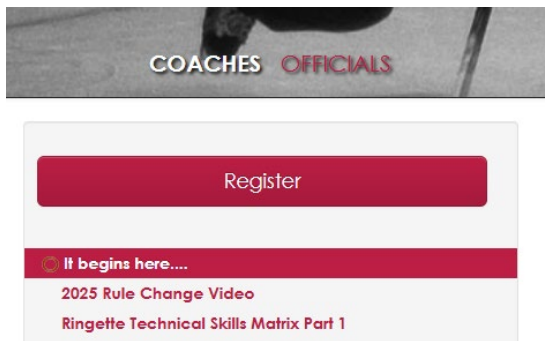 COACHES OFFICIALS
Register
It begins here....
2025 Rule Change Video
Ringette Technical Skills Matrix Part 1